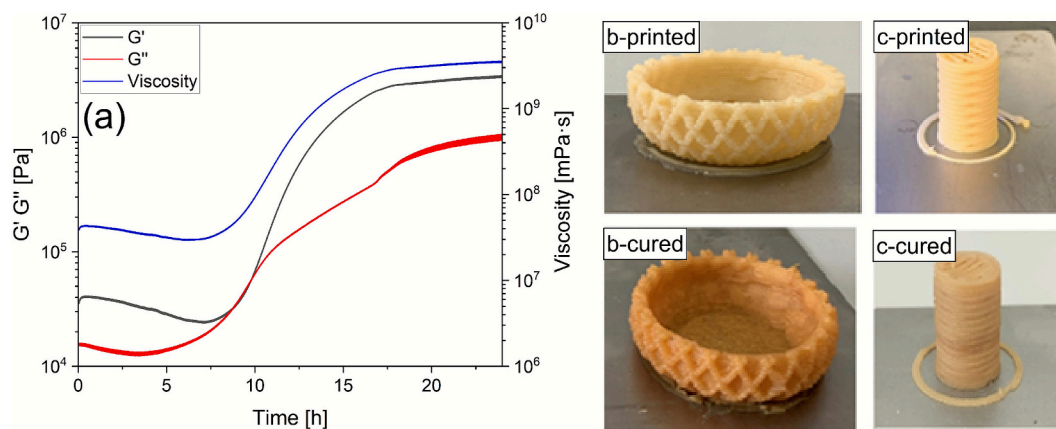 (a)
G'
G"
Viscosity
G' G" [Pa]
10⁷
10⁶
10⁵
10⁴
Viscosity [mPa·s]
10¹⁰
10⁹
10⁸
10⁷
10⁶
0
5
10
15
20
Time [h]
b-printed
c-printed
b-cured
c-cured